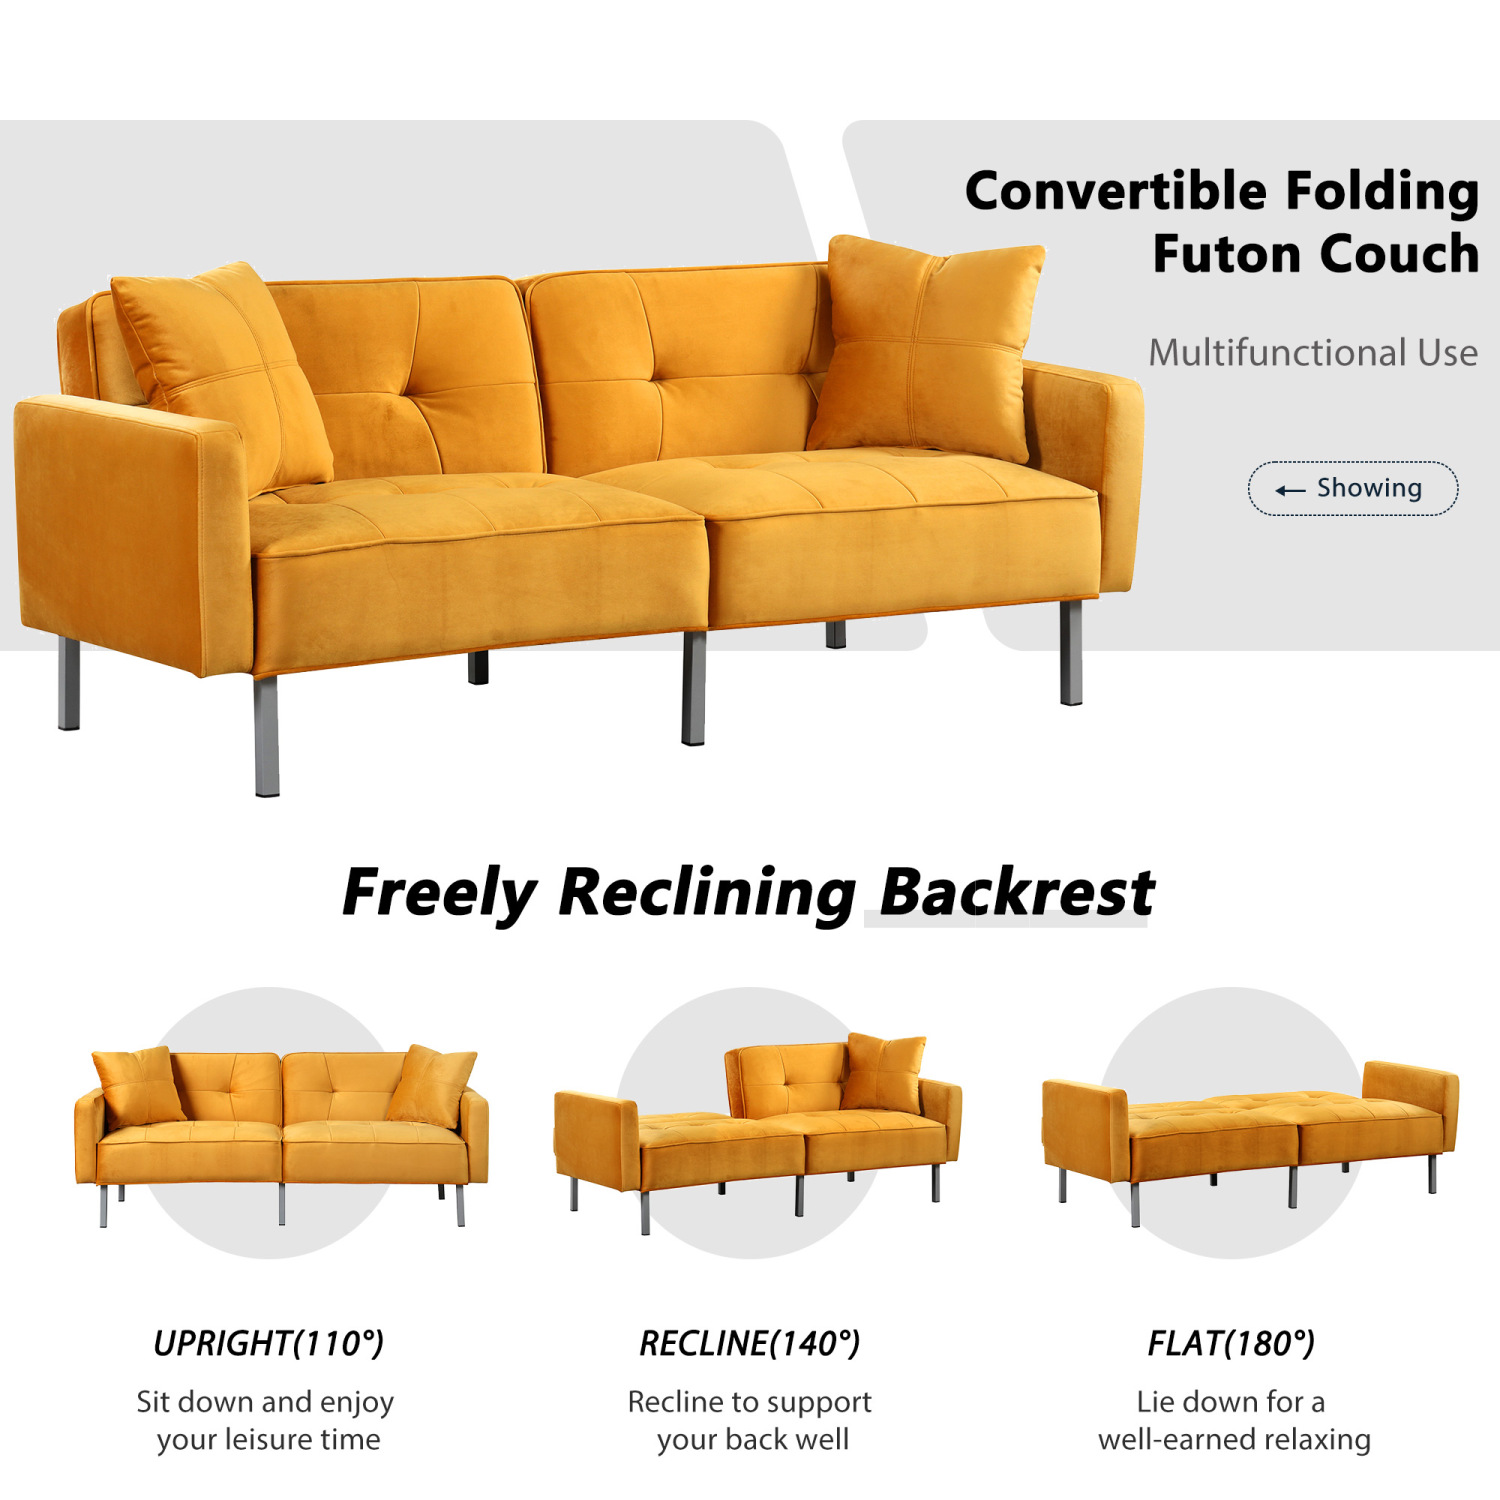 Convertible Folding
Futon Couch
Multifunctional Use
Showing
Freely Reclining Backrest
UPRIGHT(110°)
Sit down and enjoy
your leisure time
RECLINE(140°)
Recline to support
your back well
FLAT(180°)
Lie down for a
well-earned relaxing